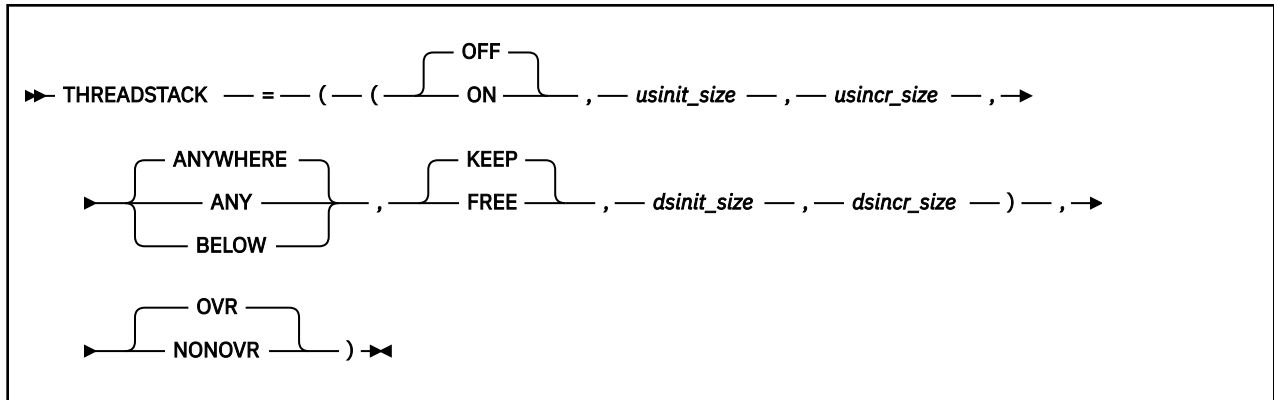 OFF
THREADSTACK = ( ( ON , usinit_size , usincr_size ,
ANYWHERE KEEP
ANY , FREE , dsinit_size , dsincr_size ) ,
BELOW
OVR
NONOVR )